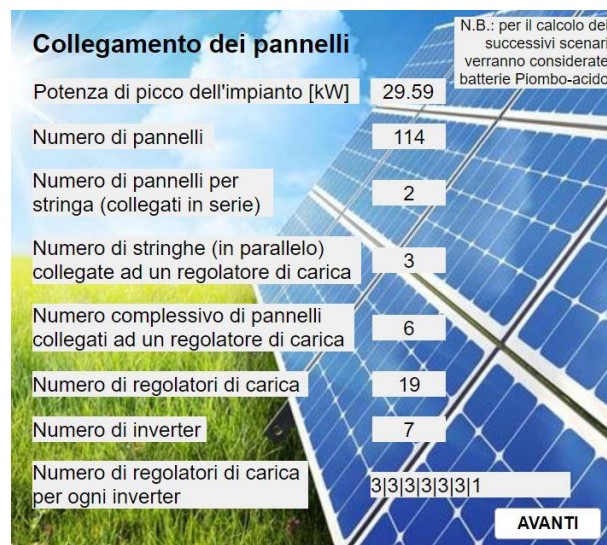 Collegamento dei pannelli
N.B.: per il calcolo dei
successivi scenari
verranno considerate
batterie Piombo-acido
Potenza di picco dell'impianto [kW] 29.59
Numero di pannelli 114
Numero di pannelli per
stringa (collegati in serie) 2
Numero di stringhe (in parallelo)
collegate ad un regolatore di carica 3
Numero complessivo di pannelli
collegati ad un regolatore di carica 6
Numero di regolatori di carica 19
Numero di inverter 7
Numero di regolatori di carica
per ogni inverter 3|3|3|3|3|3|1
AVANTI